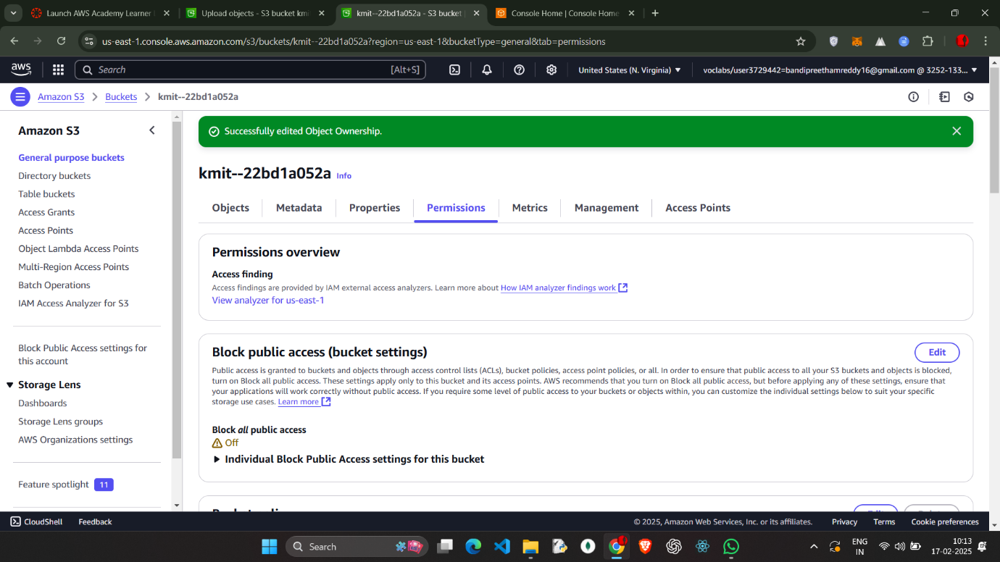 Launch AWS Academy Learner
Upload objects - S3 bucket kmi
kmit--22bd1a052a - S3 bucket
Console Home | Console Home
us-east-1.console.aws.amazon.com/s3/buckets/kmit--22bd1a052a?region=us-east-1&bucketType=general&tab=permissions
aws
Search
[Alt+S]
United States (N. Virginia)
voclabs/user3729442=bandipreethamreddy16@gmail.com @ 3252-133...
Amazon S3
Buckets
kmit--22bd1a052a
Amazon S3
General purpose buckets
Directory buckets
Table buckets
Access Grants
Access Points
Object Lambda Access Points
Multi-Region Access Points
Batch Operations
IAM Access Analyzer for S3
Block Public Access settings for
this account
Storage Lens
Dashboards
Storage Lens groups
AWS Organizations settings
Feature spotlight 11
Successfully edited Object Ownership.
kmit--22bd1a052a Info
Objects
Metadata
Properties
Permissions
Metrics
Management
Access Points
Permissions overview
Access finding
Access findings are provided by IAM external access analyzers. Learn more about How IAM analyzer findings work
View analyzer for us-east-1
Block public access (bucket settings)
Edit
Public access is granted to buckets and objects through access control lists (ACLs), bucket policies, access point policies, or all. In order to ensure that public access to all your S3 buckets and objects is blocked,
turn on Block all public access. These settings apply only to this bucket and its access points. AWS recommends that you turn on Block all public access, but before applying any of these settings, ensure that
your applications will work correctly without public access. If you require some level of public access to your buckets or objects within, you can customize the individual settings below to suit your specific
storage use cases. Learn more
Block all public access
Off
Individual Block Public Access settings for this bucket
CloudShell
Feedback
© 2025, Amazon Web Services, Inc. or its affiliates.
Privacy
Terms
Cookie preferences
Search
ENG
IN
10:13
17-02-2025